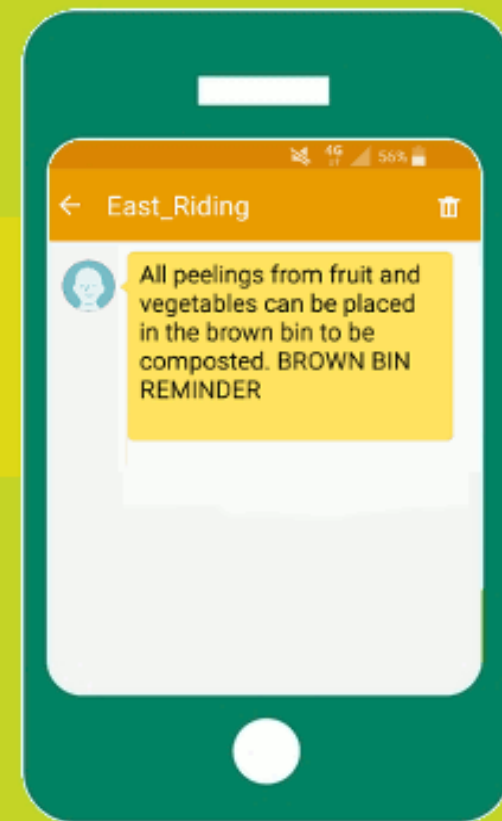 4G 56%
East_Riding
All peelings from fruit and
vegetables can be placed
in the brown bin to be
composted. BROWN BIN
REMINDER